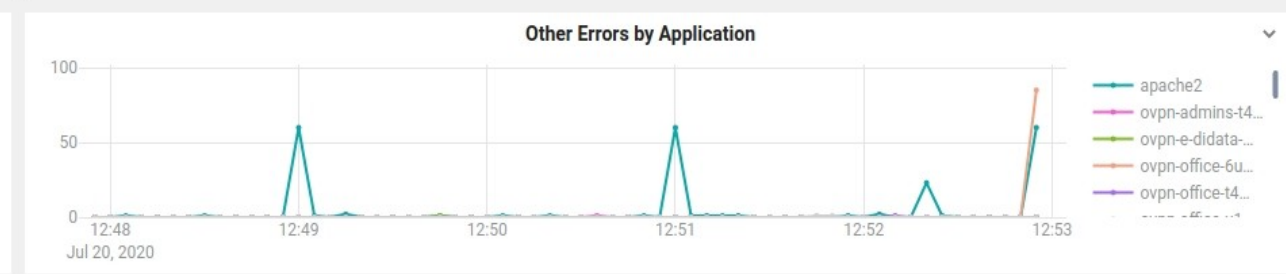 Other Errors by Application
100
50
0
12:48
12:49
12:50
12:51
12:52
12:53
Jul 20, 2020
apache2
ovpn-admins-t4...
ovpn-e-didata-...
ovpn-office-6u...
ovpn-office-t4...